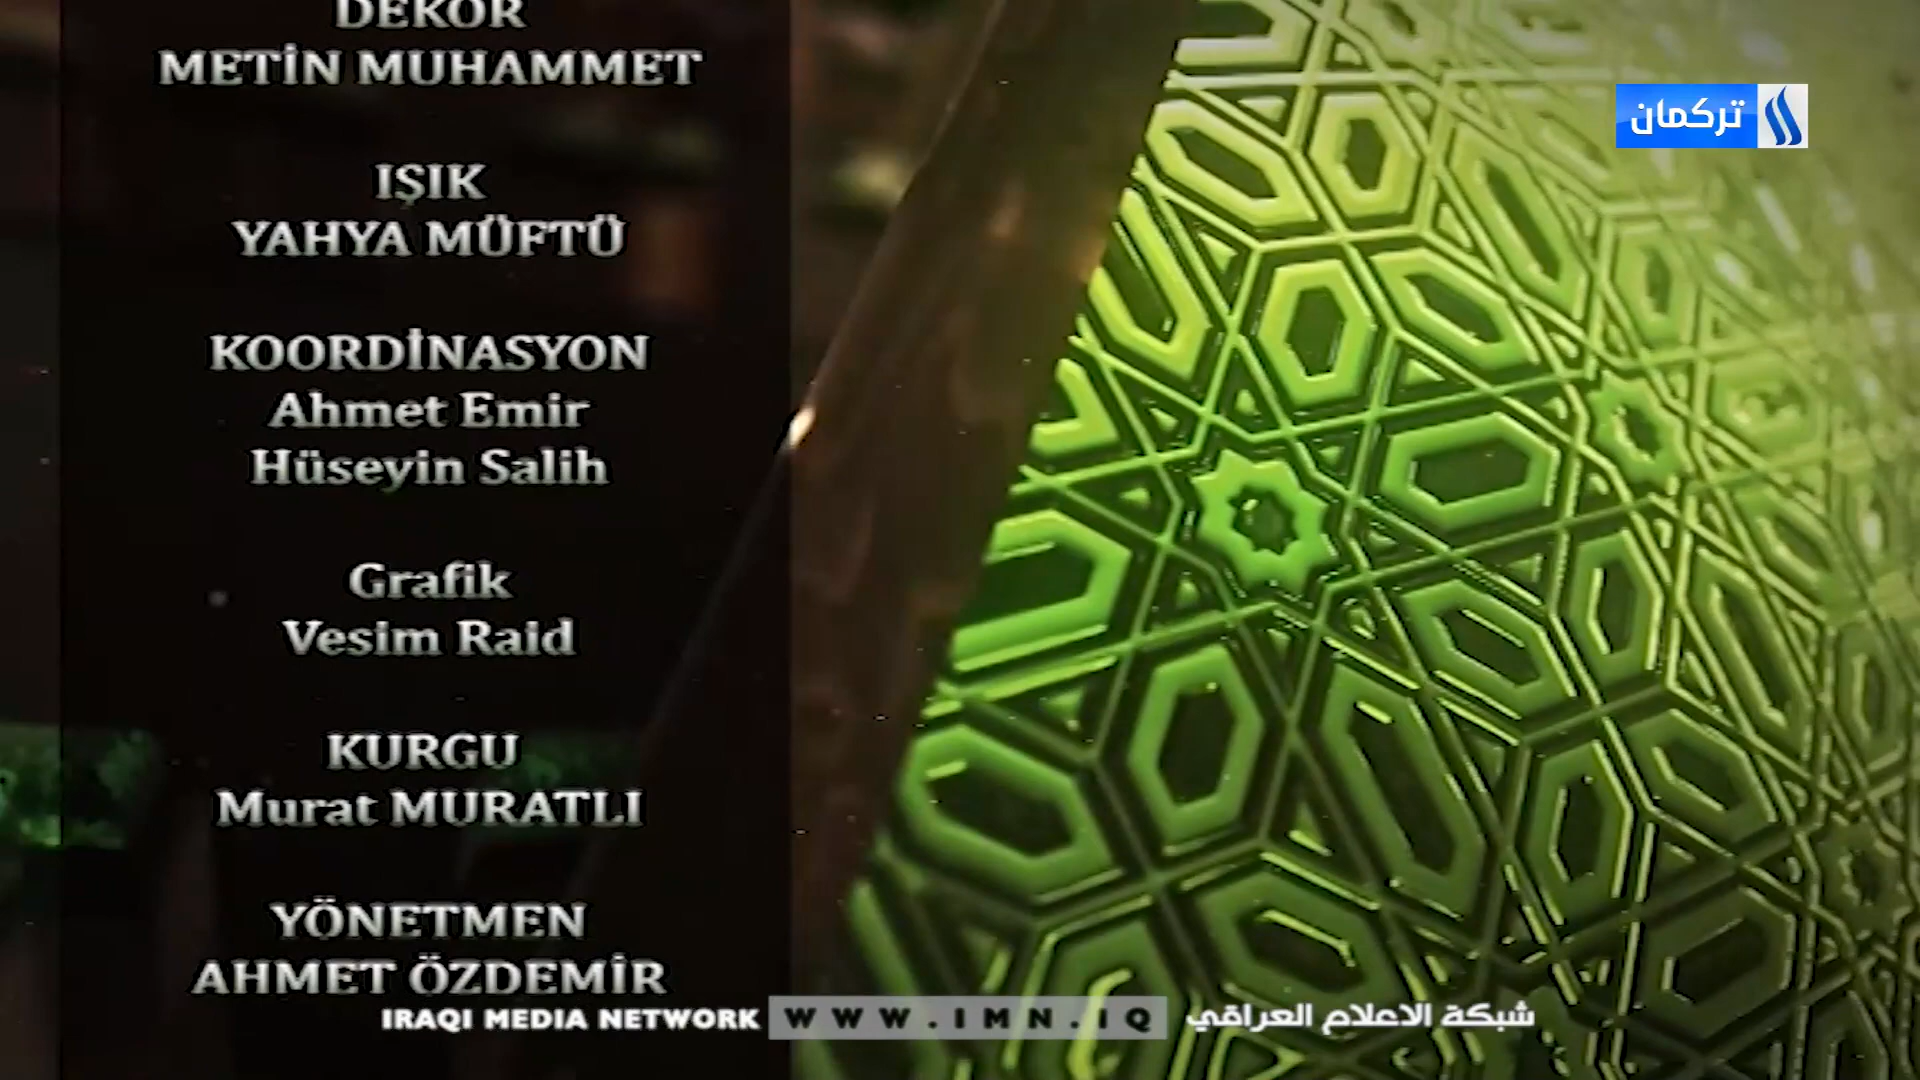 DEKOR
METİN MUHAMMET
تركمان
IŞIK
YAHYA MÜFTÜ
KOORDİNASYON
Ahmet Emir
Hüseyin Salih
Grafik
Vesim Raid
KURGU
Murat MURATLI
YÖNETMEN
AHMET ÖZDEMİR
IRAQI MEDIA NETWORK WWW.IMN.IQ شبكة الاعلام العراقي